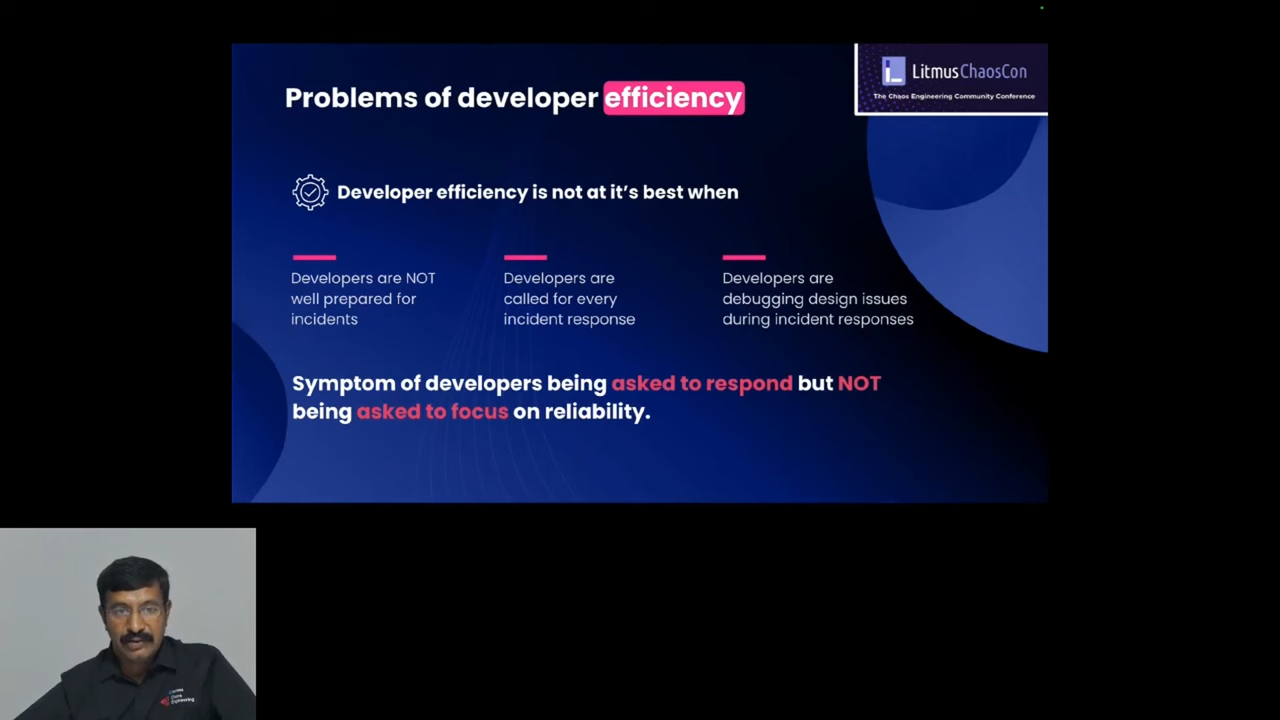 Problems of developer efficiency
LitmusChaosCon
The Chaos Engineering Community Conference
Developer efficiency is not at it's best when
Developers are NOT
well prepared for
incidents
Developers are
called for every
incident response
Developers are
debugging design issues
during incident responses
Symptom of developers being asked to respond but NOT
being asked to focus on reliability.
Chaos
Engineering